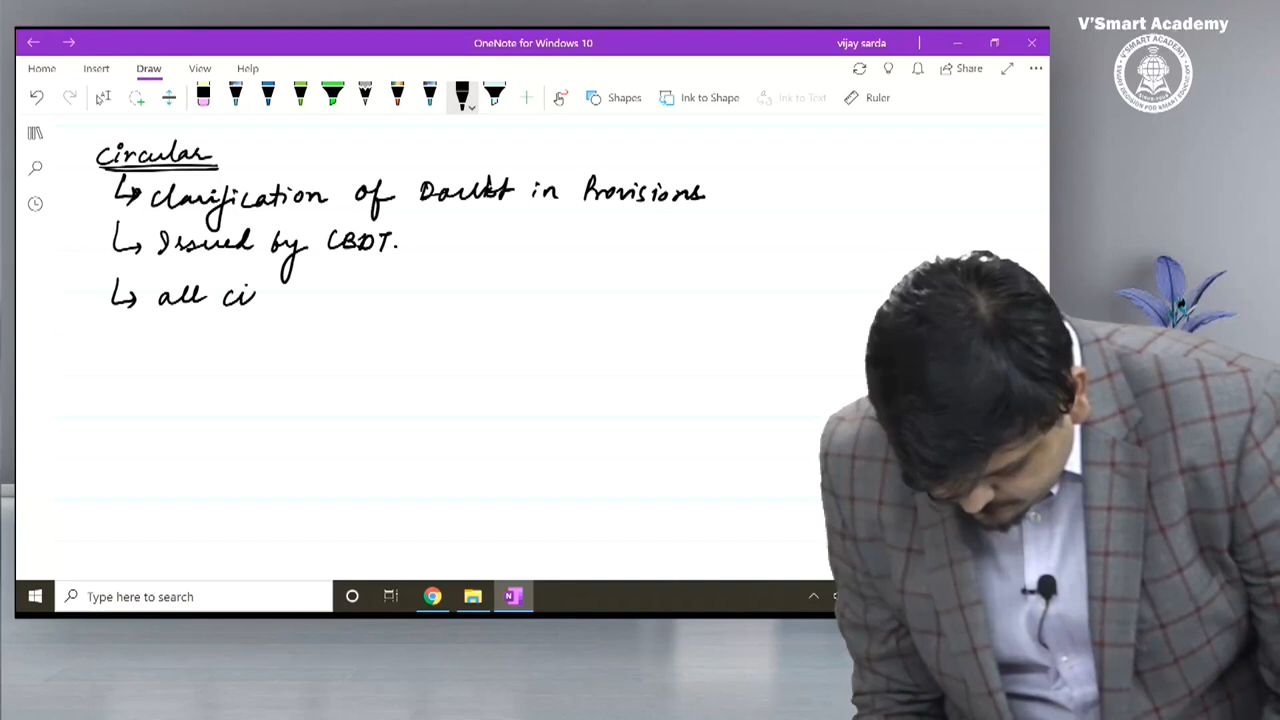 V'Smart Academy
OneNote for Windows 10
vijay sarda
Home Insert Draw View Help
Share
Shapes Ink to Shape Ink to Text Ruler
Circular
Clarification of Doubt in Provisions
Issued by CBDT.
all ci
Type here to search